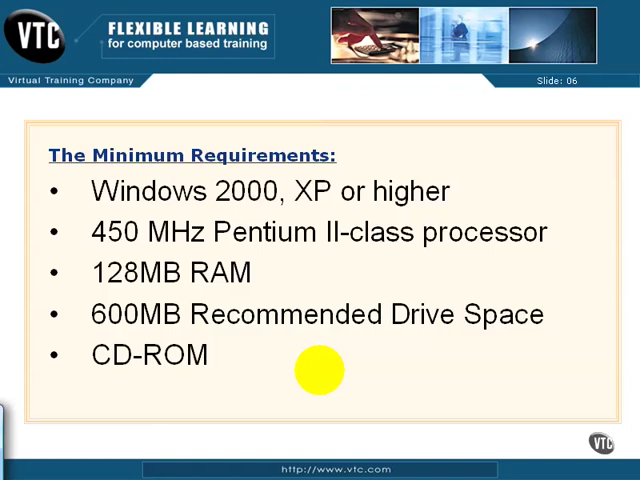 VTC
FLEXIBLE LEARNING
for computer based training
Virtual Training Company
Slide: 06
The Minimum Requirements:
• Windows 2000, XP or higher
• 450 MHz Pentium II-class processor
• 128MB RAM
• 600MB Recommended Drive Space
• CD-ROM
VTC
http://www.vtc.com